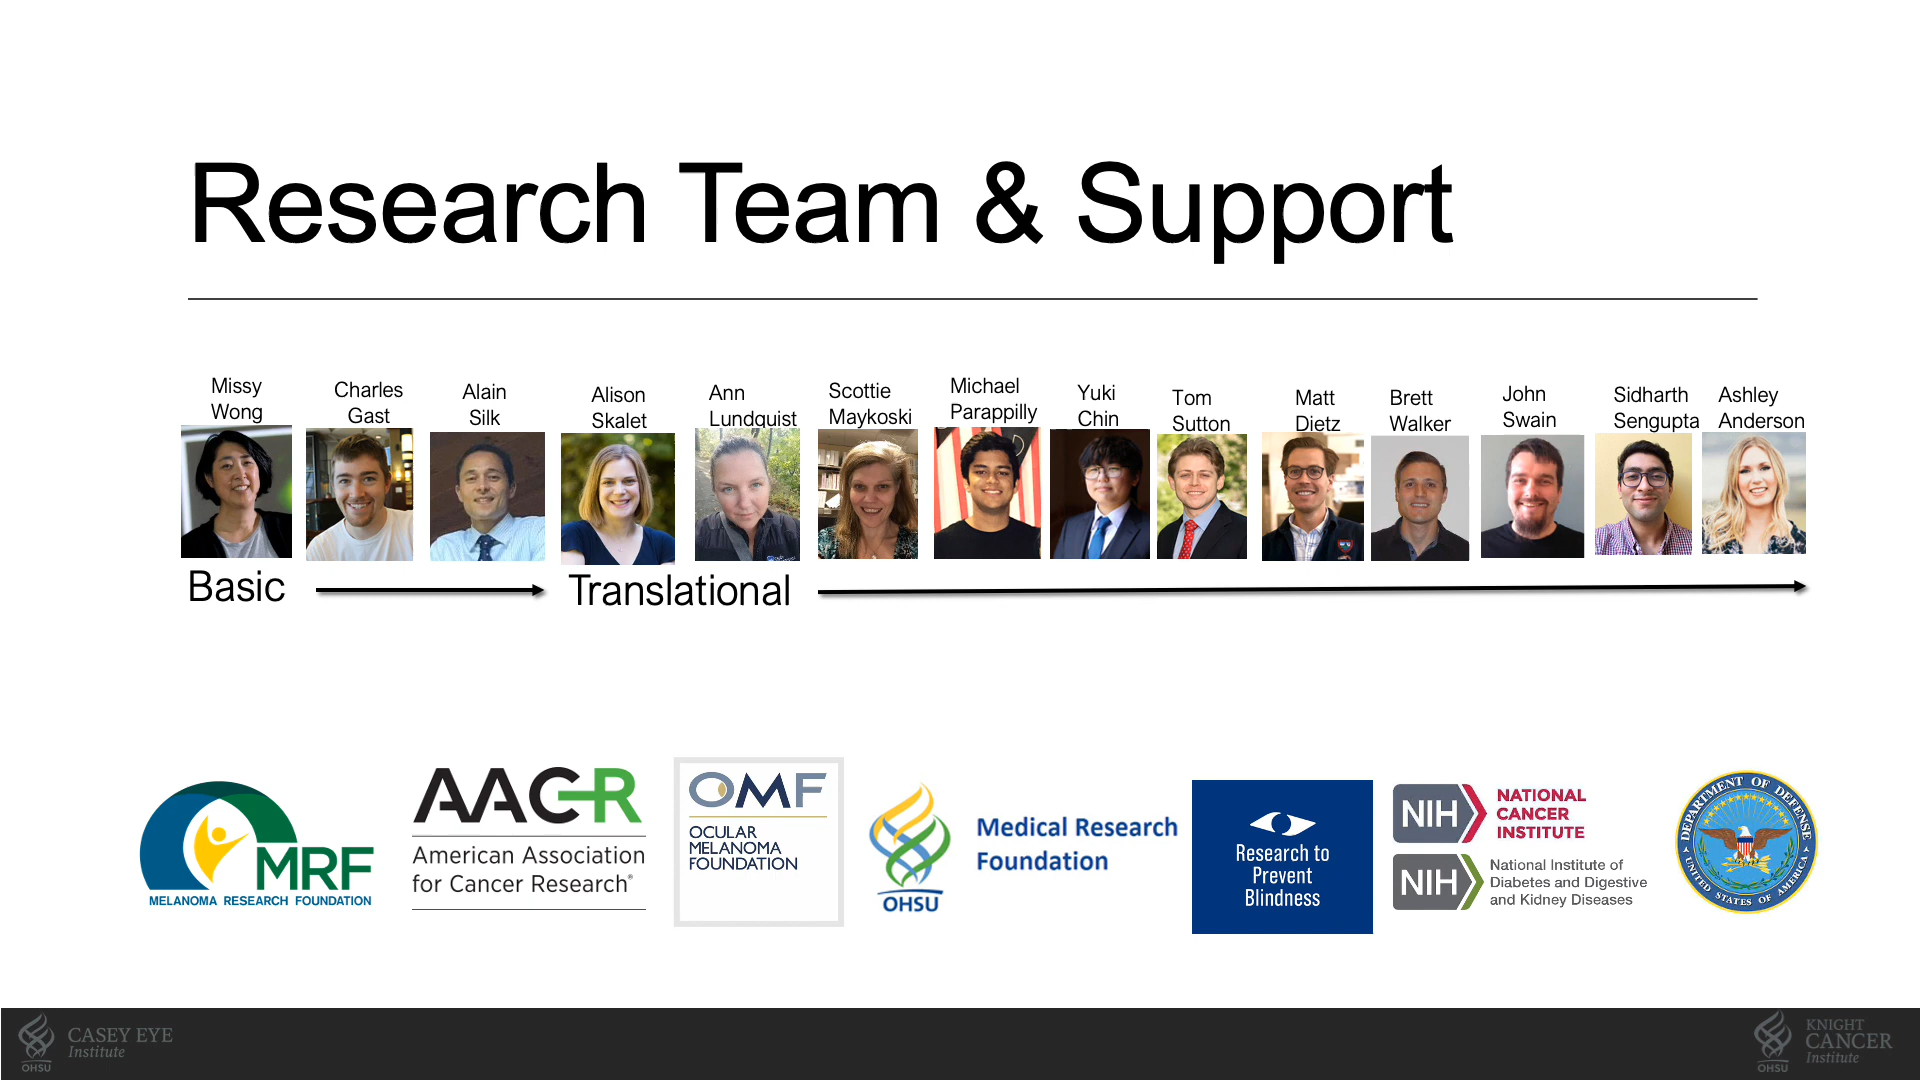 Research Team & Support
Missy
Wong
Charles
Gast
Alain
Silk
Alison
Skalet
Ann
Lundquist
Scottie
Maykoski
Michael
Parappilly
Yuki
Chin
Tom
Sutton
Matt
Dietz
Brett
Walker
John
Swain
Sidharth
Sengupta
Ashley
Anderson
Basic
Translational
MRF
MELANOMA RESEARCH FOUNDATION
AACR
American Association
for Cancer Research®
OMF
OCULAR
MELANOMA
FOUNDATION
OHSU
Medical Research
Foundation
Research to
Prevent
Blindness
NIH
NATIONAL
CANCER
INSTITUTE
NIH
National Institute of
Diabetes and Digestive
and Kidney Diseases
DEPARTMENT OF DEFENSE
UNITED STATES OF AMERICA
OHSU
CASEY EYE
Institute
OHSU
KNIGHT
CANCER
Institute